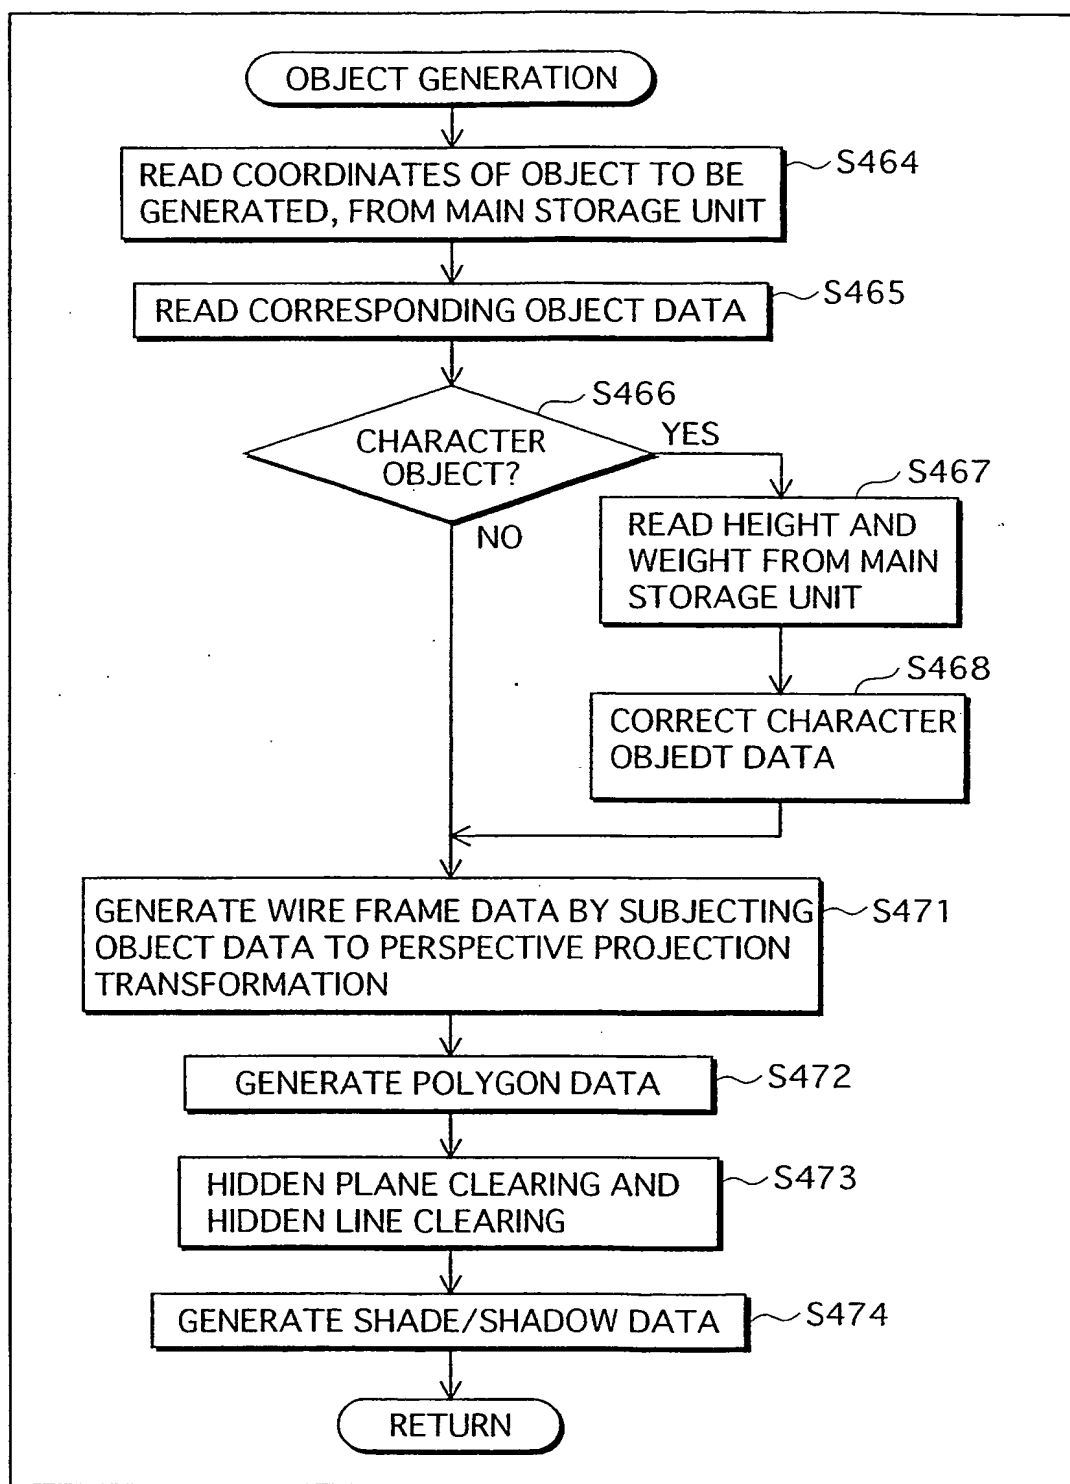 OBJECT GENERATION
S464
READ COORDINATES OF OBJECT TO BE
GENERATED, FROM MAIN STORAGE UNIT
S465
READ CORRESPONDING OBJECT DATA
S466
CHARACTER
OBJECT?
YES
NO
S467
READ HEIGHT AND
WEIGHT FROM MAIN
STORAGE UNIT
S468
CORRECT CHARACTER
OBJEDT DATA
GENERATE WIRE FRAME DATA BY SUBJECTING
OBJECT DATA TO PERSPECTIVE PROJECTION
TRANSFORMATION
S471
GENERATE POLYGON DATA
S472
HIDDEN PLANE CLEARING AND
HIDDEN LINE CLEARING
S473
GENERATE SHADE/SHADOW DATA
S474
RETURN